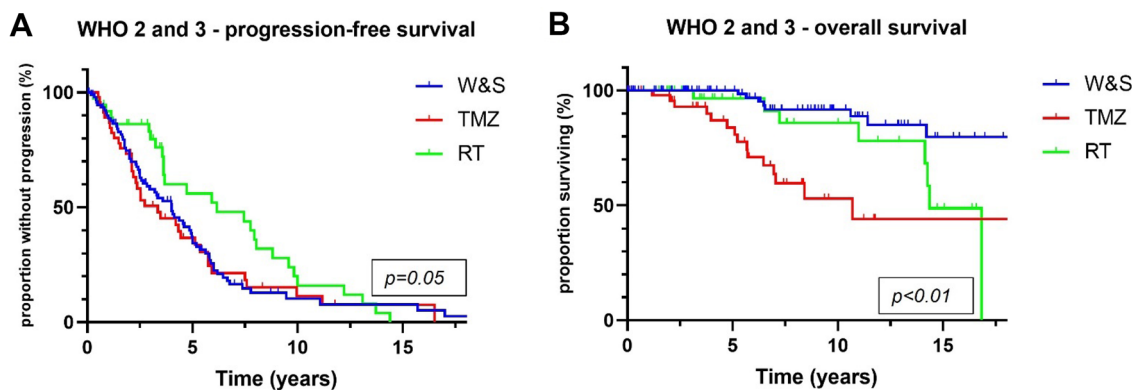 A
WHO 2 and 3 - progression-free survival
proportion without progression (%)
100
50
0
0
5
10
15
Time (years)
W&S
TMZ
RT
p=0.05
B
WHO 2 and 3 - overall survival
proportion surviving (%)
100
50
0
0
5
10
15
Time (years)
W&S
TMZ
RT
p<0.01